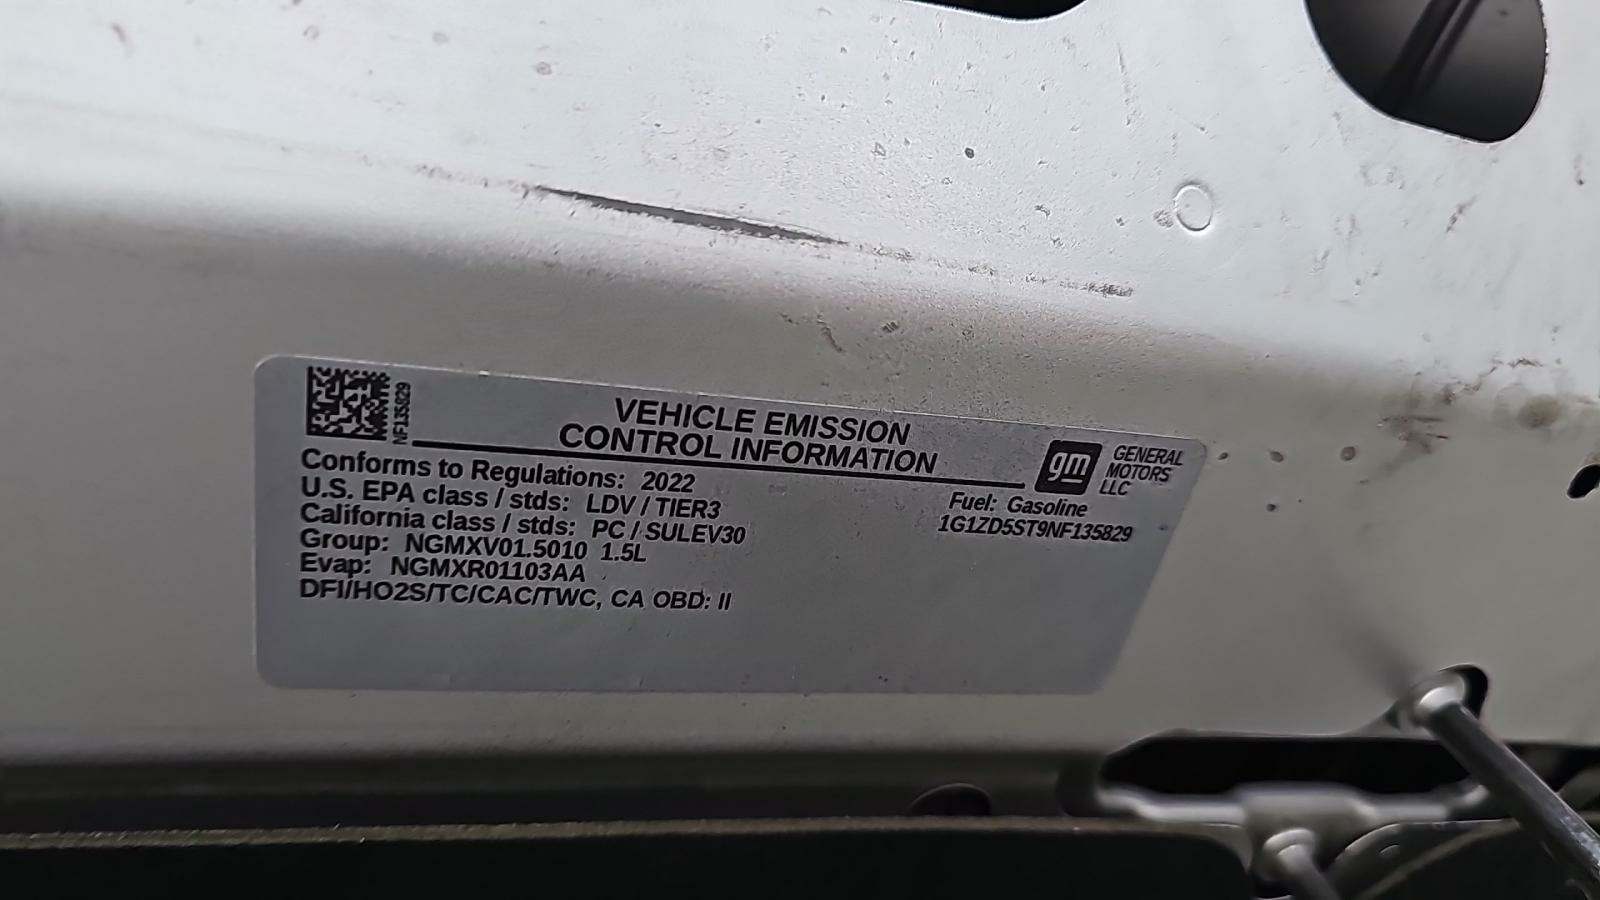 NF135829
VEHICLE EMISSION
CONTROL INFORMATION
gm
GENERAL
MOTORS
LLC
Conforms to Regulations: 2022
U.S. EPA class / stds: LDV / TIER3
California class / stds: PC / SULEV30
Group: NGMXV01.5010 1.5L
Evap: NGMXR01103AA
DFI/HO2S/TC/CAC/TWC, CA OBD: II
Fuel: Gasoline
1G1ZD5ST9NF135829